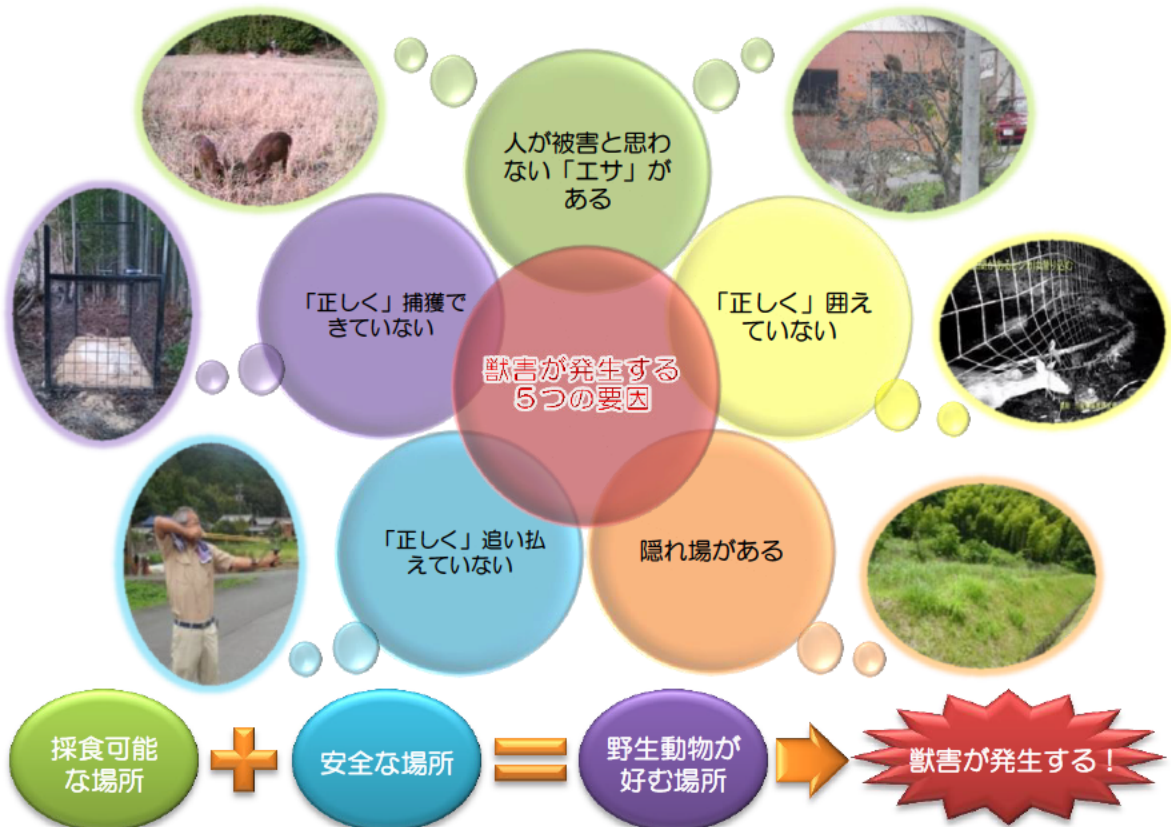 人が被害と思わ
ない「エサ」が
ある
「正しく」捕獲で
きていない
「正しく」囲え
ていない
獣害が発生する
５つの要因
「正しく」追い払
えていない
隠れ場がある
採食可能
な場所
安全な場所
野生動物が
好む場所
獣害が発生する！